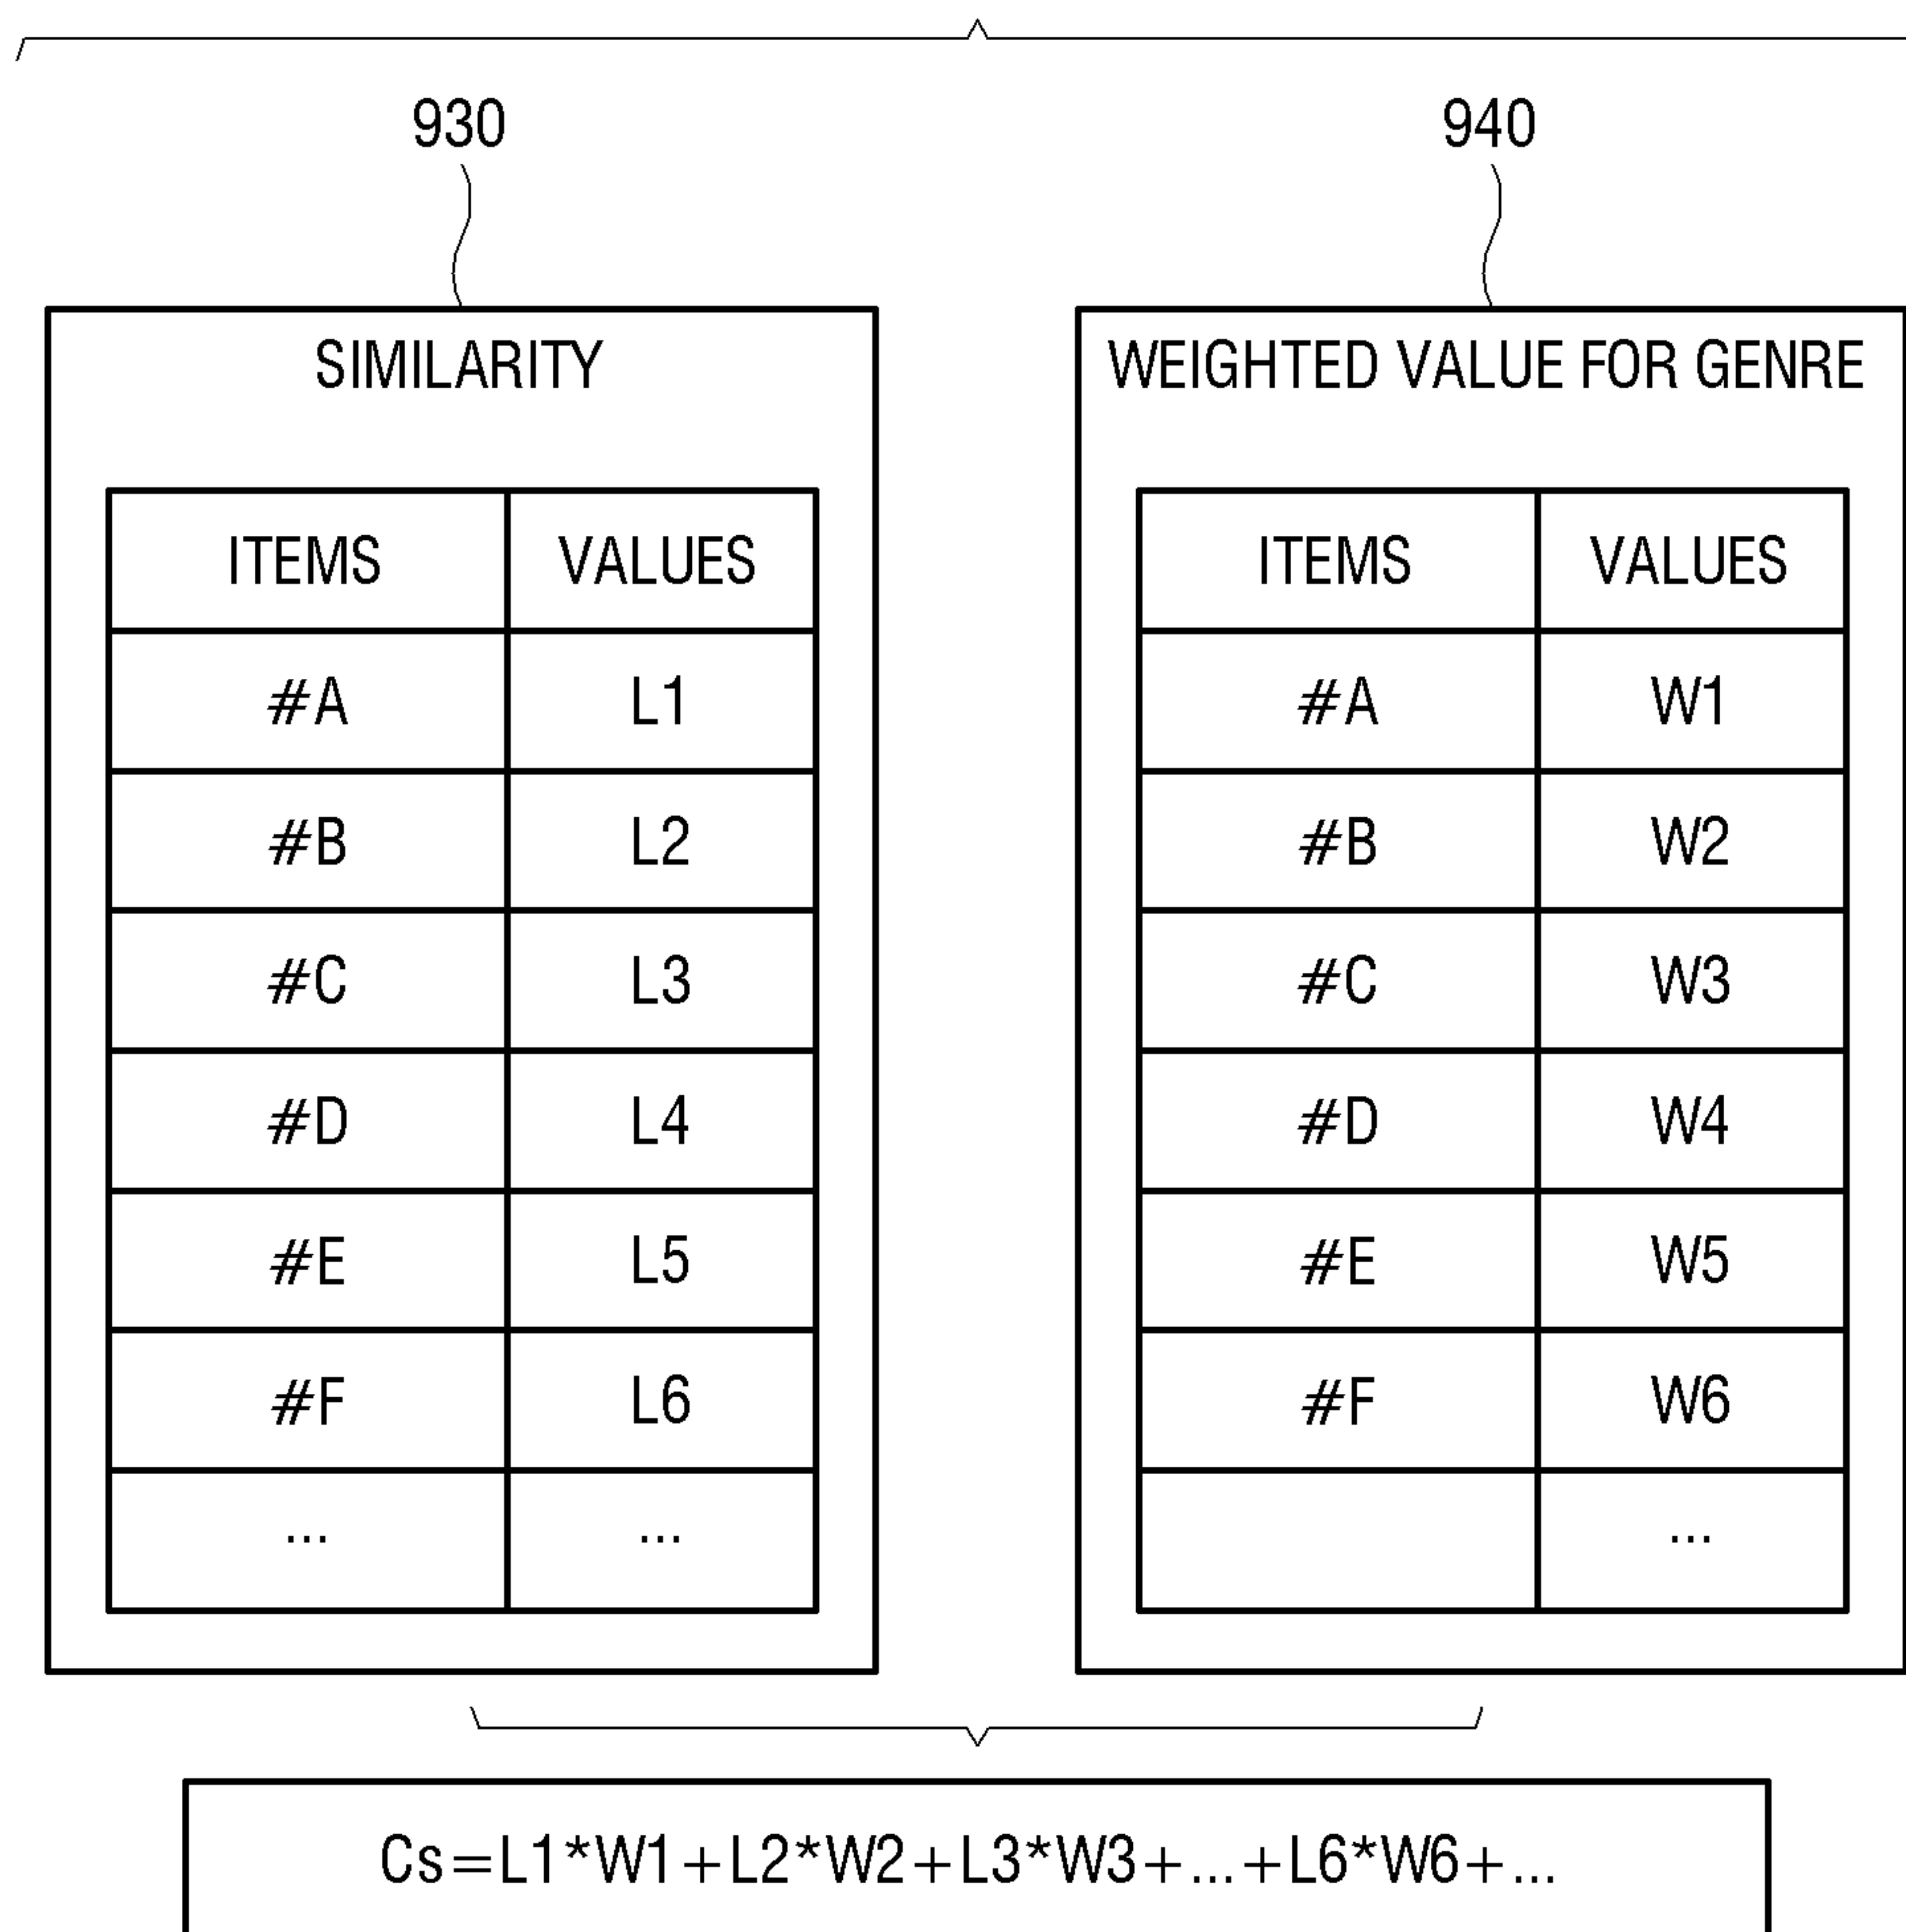 930 940
SIMILARITY WEIGHTED VALUE FOR GENRE
ITEMS VALUES ITEMS VALUES
#A L1 #A W1
#B L2 #B W2
#C L3 #C W3
#D L4 #D W4
#E L5 #E W5
#F L6 #F W6
... ... ...
Cs=L1*W1+L2*W2+L3*W3+...+L6*W6+...